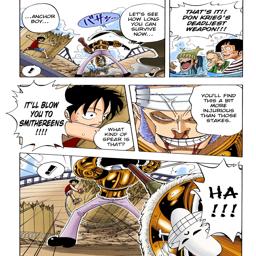 THAT'S IT!
DON KRIEG'S
DEADLIEST
WEAPON!!!
LET'S SEE
HOW LONG
YOU CAN
SURVIVE
NOW...
...ANCHOR
BOY...
!
YOU'LL FIND
THIS A BIT
MORE
INJURIOUS
THAN THOSE
STAKES.
WHAT KIND
OF SPEAR IS
THAT?
IT'LL BLOW
YOU TO
SMITHEREENS
!!!!
HA
!!!